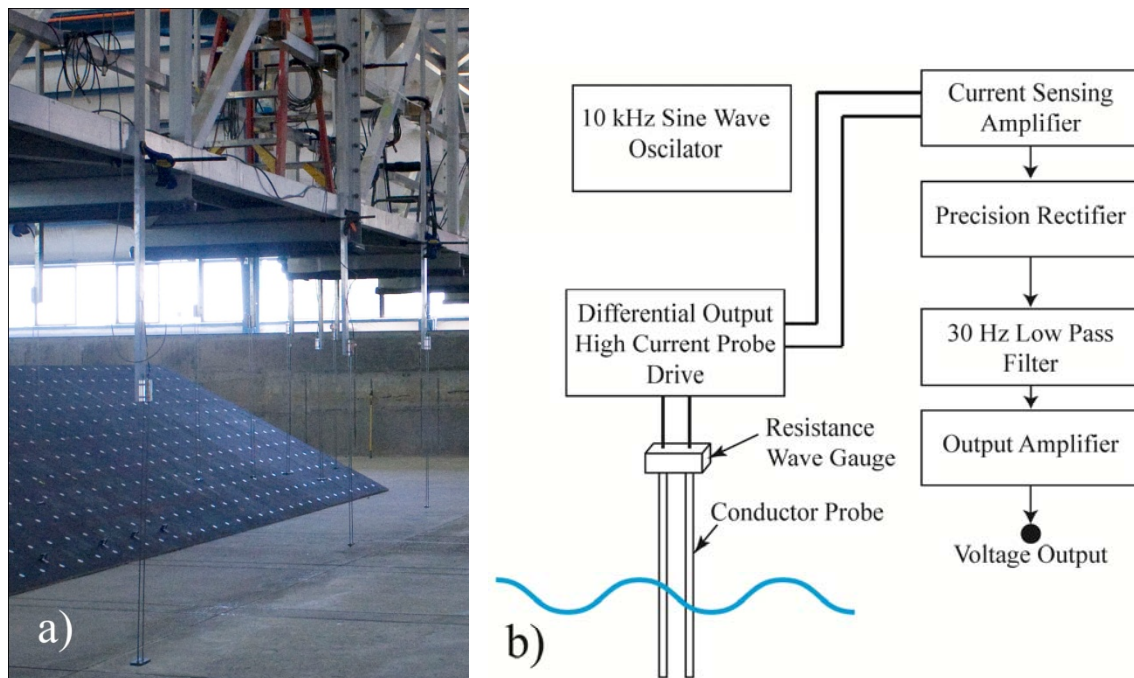 a)
10 kHz Sine Wave
Oscilator
Current Sensing
Amplifier
Precision Rectifier
Differential Output
High Current Probe
Drive
30 Hz Low Pass
Filter
Resistance
Wave Gauge
Output Amplifier
Conductor Probe
Voltage Output
b)